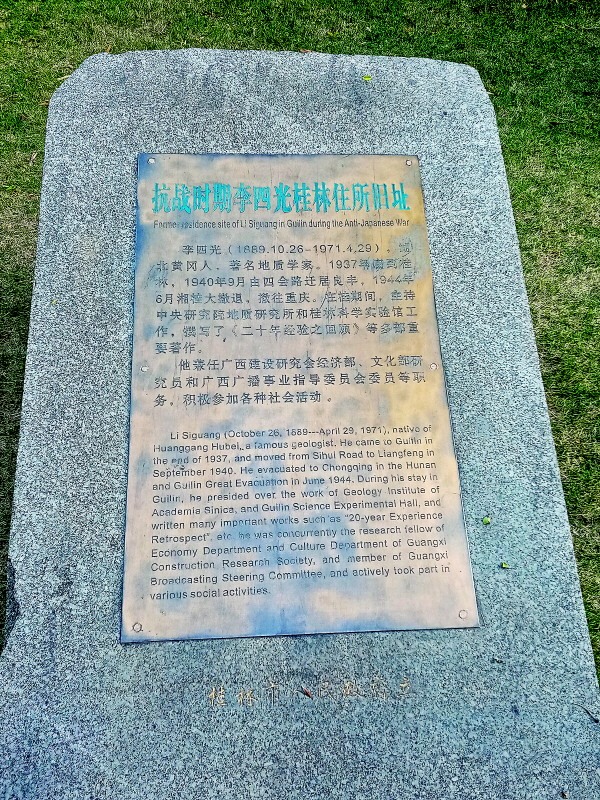 抗战时期李四光桂林住所旧址
Former residence site of Li Siguang in Guilin during the Anti-Japanese War
李四光（1889.10.26-1971.4.29），湖
北黄冈人，著名地质学家。1937年底到桂
林，1940年9月由四会路迁居良丰，1944年
6月湘桂大撤退，撤往重庆。在桂期间，主持
中央研究院地质研究所和桂林科学实验馆工
作，撰写了《二十年经验之回顾》等多部重
要著作。
他兼任广西建设研究会经济部、文化部研
究员和广西广播事业指导委员会委员等职
务。积极参加各种社会活动。
Li Siguang (October 26, 1889---April 29, 1971), native of
Huanggang Hubei, a famous geologist. He came to Guilin in
the end of 1937, and moved from Sihui Road to Liangfeng in
September 1940. He evacuated to Chongqing in the Hunan
and Guilin Great Evacuation in June 1944. During his stay in
Guilin, he presided over the work of Geology Institute of
Academia Sinica, and Guilin Science Experimental Hall, and
written many important works such as "20-year Experience
Retrospect", etc. he was concurrently the research fellow of
Economy Department and Culture Department of Guangxi
Construction Research Society, and member of Guangxi
Broadcasting Steering Committee, and actively took part in
various social activities.
桂林市人民政府立